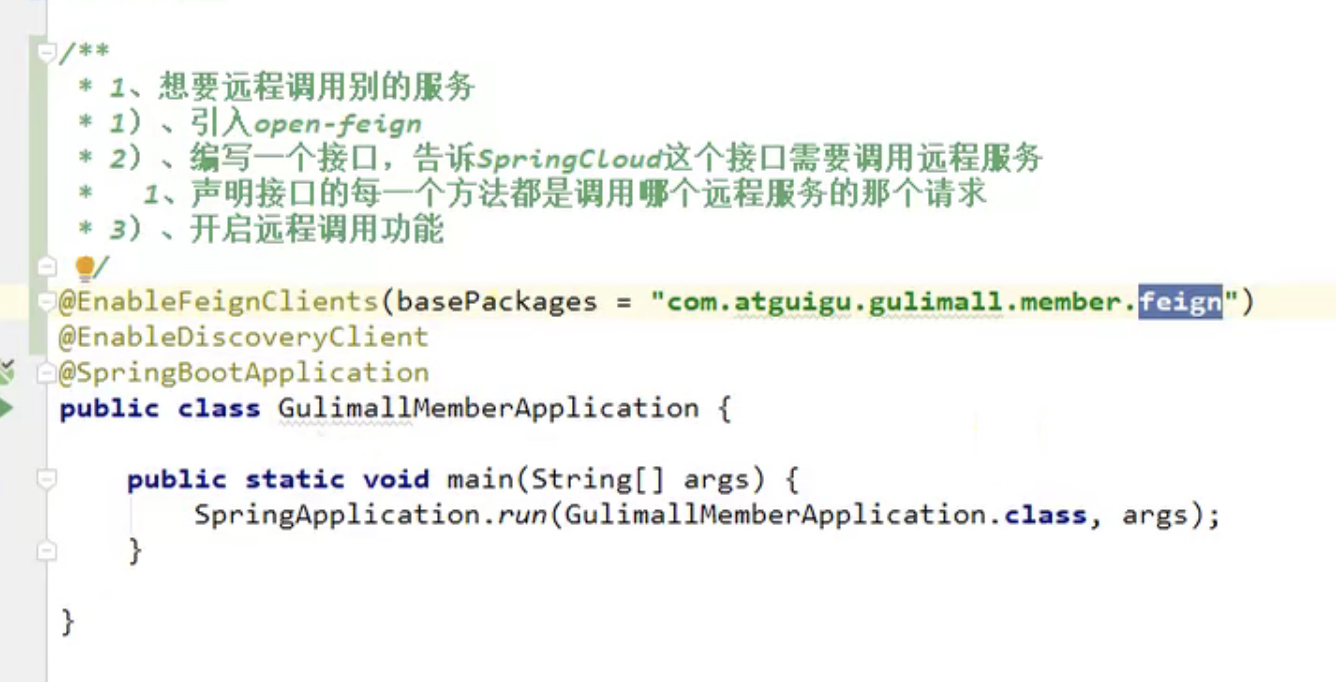 /**
 * 1、想要远程调用别的服务
 * 1）、引入open-feign
 * 2）、编写一个接口，告诉SpringCloud这个接口需要调用远程服务
 *   1、声明接口的每一个方法都是调用哪个远程服务的那个请求
 * 3）、开启远程调用功能
 */
@EnableFeignClients(basePackages = "com.atguigu.gulimall.member.feign")
@EnableDiscoveryClient
@SpringBootApplication
public class GulimallMemberApplication {
    public static void main(String[] args) {
        SpringApplication.run(GulimallMemberApplication.class, args);
    }
}